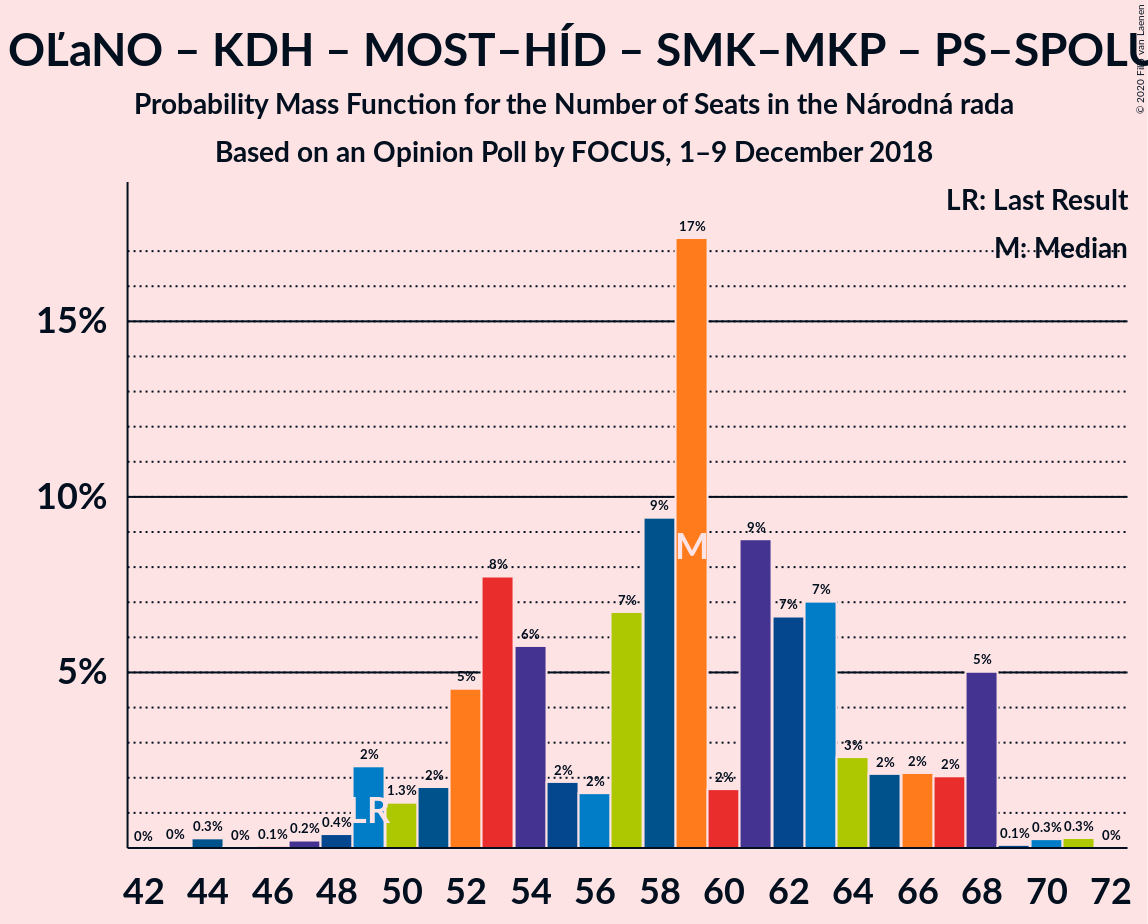 OĽaNO – KDH – MOST–HÍD – SMK–MKP – PS–SPOLU
Probability Mass Function for the Number of Seats in the Národná rada
Based on an Opinion Poll by FOCUS, 1–9 December 2018
© 2020 Filip van Laenen
LR: Last Result
M: Median
15%
10%
5%
0% 0% 0.3% 0% 0.1% 0.2% 0.4% 2% 1.3% 2% 5% 8% 6% 2% 2% 7% 9% 17% 2% 9% 7% 7% 3% 2% 2% 2% 5% 0.1% 0.3% 0.3% 0%
LR
M
42 44 46 48 50 52 54 56 58 60 62 64 66 68 70 72